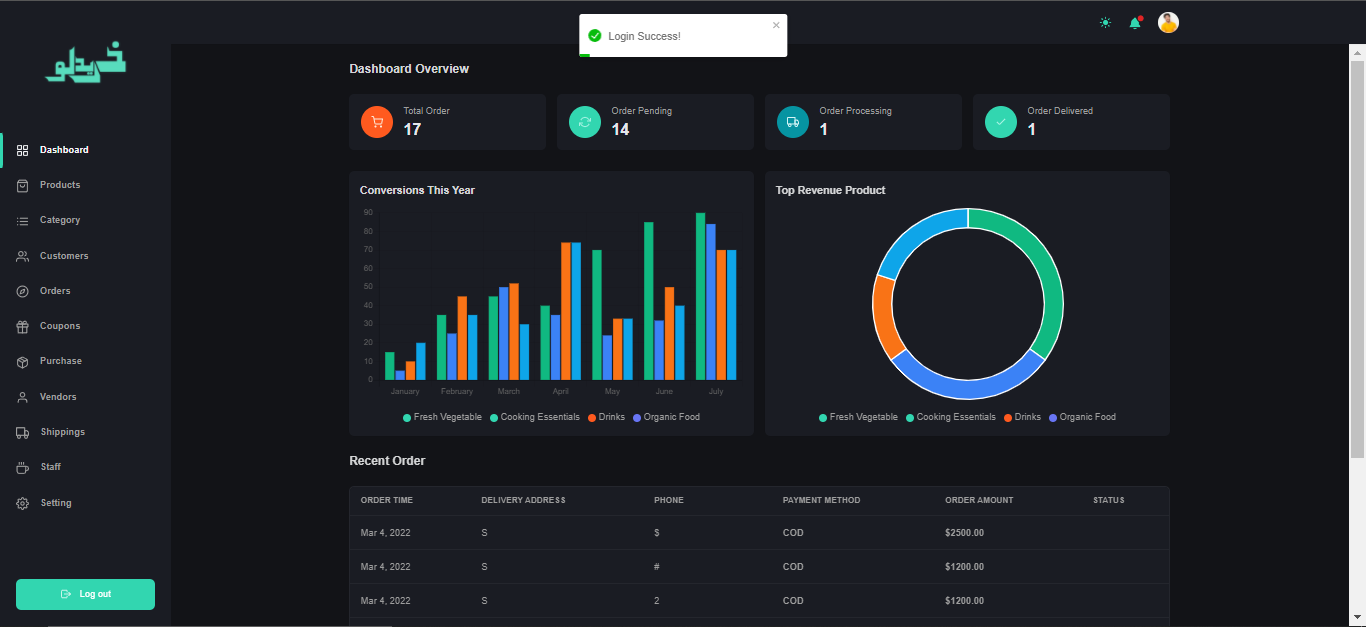 Login Success!
خریدلو
Dashboard
Products
Category
Customers
Orders
Coupons
Purchase
Vendors
Shippings
Staff
Setting
Log out
Dashboard Overview
Total Order
17
Order Pending
14
Order Processing
1
Order Delivered
1
Conversions This Year
90
80
70
60
50
40
30
20
10
0
January February March April May June July
Fresh Vegetable Cooking Essentials Drinks Organic Food
Top Revenue Product
Fresh Vegetable Cooking Essentials Drinks Organic Food
Recent Order
ORDER TIME DELIVERY ADDRESS PHONE PAYMENT METHOD ORDER AMOUNT STATUS
Mar 4, 2022 S $ COD $2500.00
Mar 4, 2022 S # COD $1200.00
Mar 4, 2022 S 2 COD $1200.00